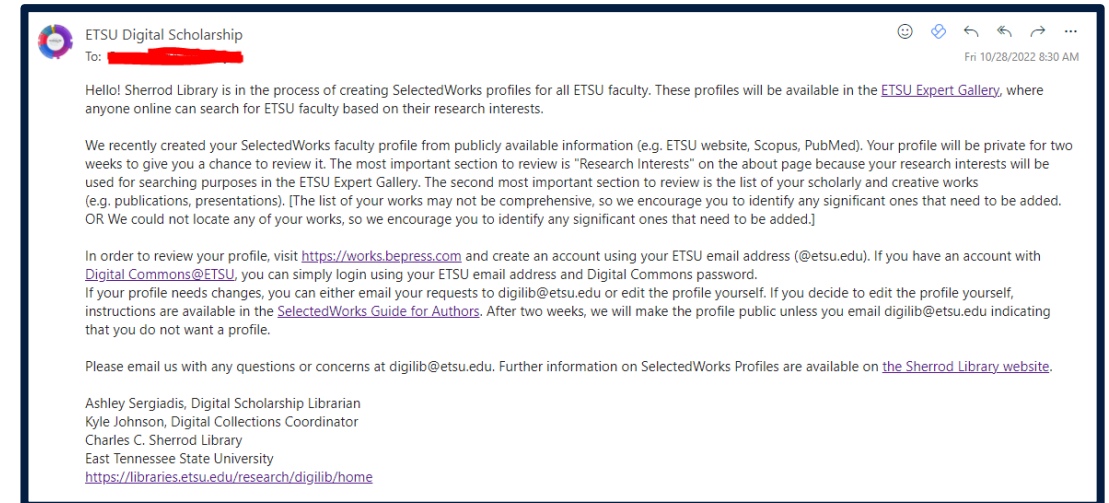 ETSU Digital Scholarship
To:
Fri 10/28/2022 8:30 AM
Hello! Sherrod Library is in the process of creating SelectedWorks profiles for all ETSU faculty. These profiles will be available in the ETSU Expert Gallery, where
anyone online can search for ETSU faculty based on their research interests.
We recently created your SelectedWorks faculty profile from publicly available information (e.g. ETSU website, Scopus, PubMed). Your profile will be private for two
weeks to give you a chance to review it. The most important section to review is "Research Interests" on the about page because your research interests will be
used for searching purposes in the ETSU Expert Gallery. The second most important section to review is the list of your scholarly and creative works
(e.g. publications, presentations). [The list of your works may not be comprehensive, so we encourage you to identify any significant ones that need to be added.
OR We could not locate any of your works, so we encourage you to identify any significant ones that need to be added.]
In order to review your profile, visit https://works.bepress.com and create an account using your ETSU email address (@etsu.edu). If you have an account with
Digital Commons@ETSU, you can simply login using your ETSU email address and Digital Commons password.
If your profile needs changes, you can either email your requests to digilib@etsu.edu or edit the profile yourself. If you decide to edit the profile yourself,
instructions are available in the SelectedWorks Guide for Authors. After two weeks, we will make the profile public unless you email digilib@etsu.edu indicating
that you do not want a profile.
Please email us with any questions or concerns at digilib@etsu.edu. Further information on SelectedWorks Profiles are available on the Sherrod Library website.
Ashley Sergiadis, Digital Scholarship Librarian
Kyle Johnson, Digital Collections Coordinator
Charles C. Sherrod Library
East Tennessee State University
https://libraries.etsu.edu/research/digilib/home